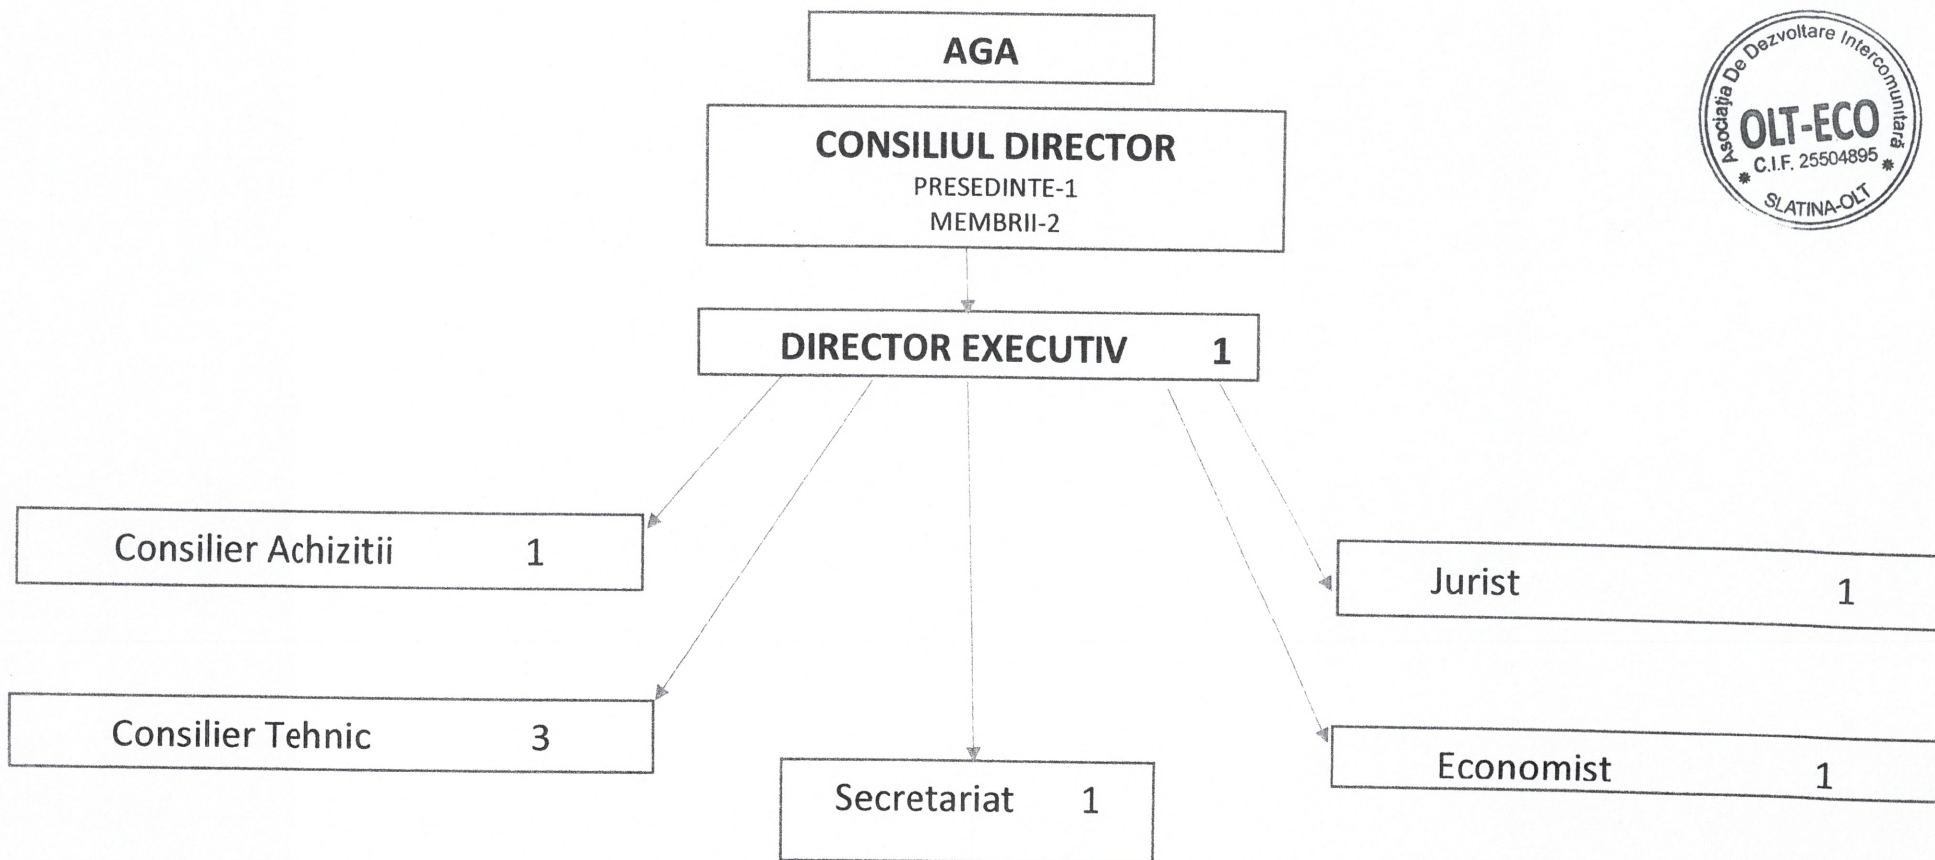 AGA
Asociația De Dezvoltare Intercomunitară
OLT-ECO
C.I.F. 25504895
SLATINA-OLT
CONSILIUL DIRECTOR
PRESEDINTE-1
MEMBRII-2
DIRECTOR EXECUTIV 1
Consilier Achizitii 1
Jurist 1
Consilier Tehnic 3
Economist 1
Secretariat 1